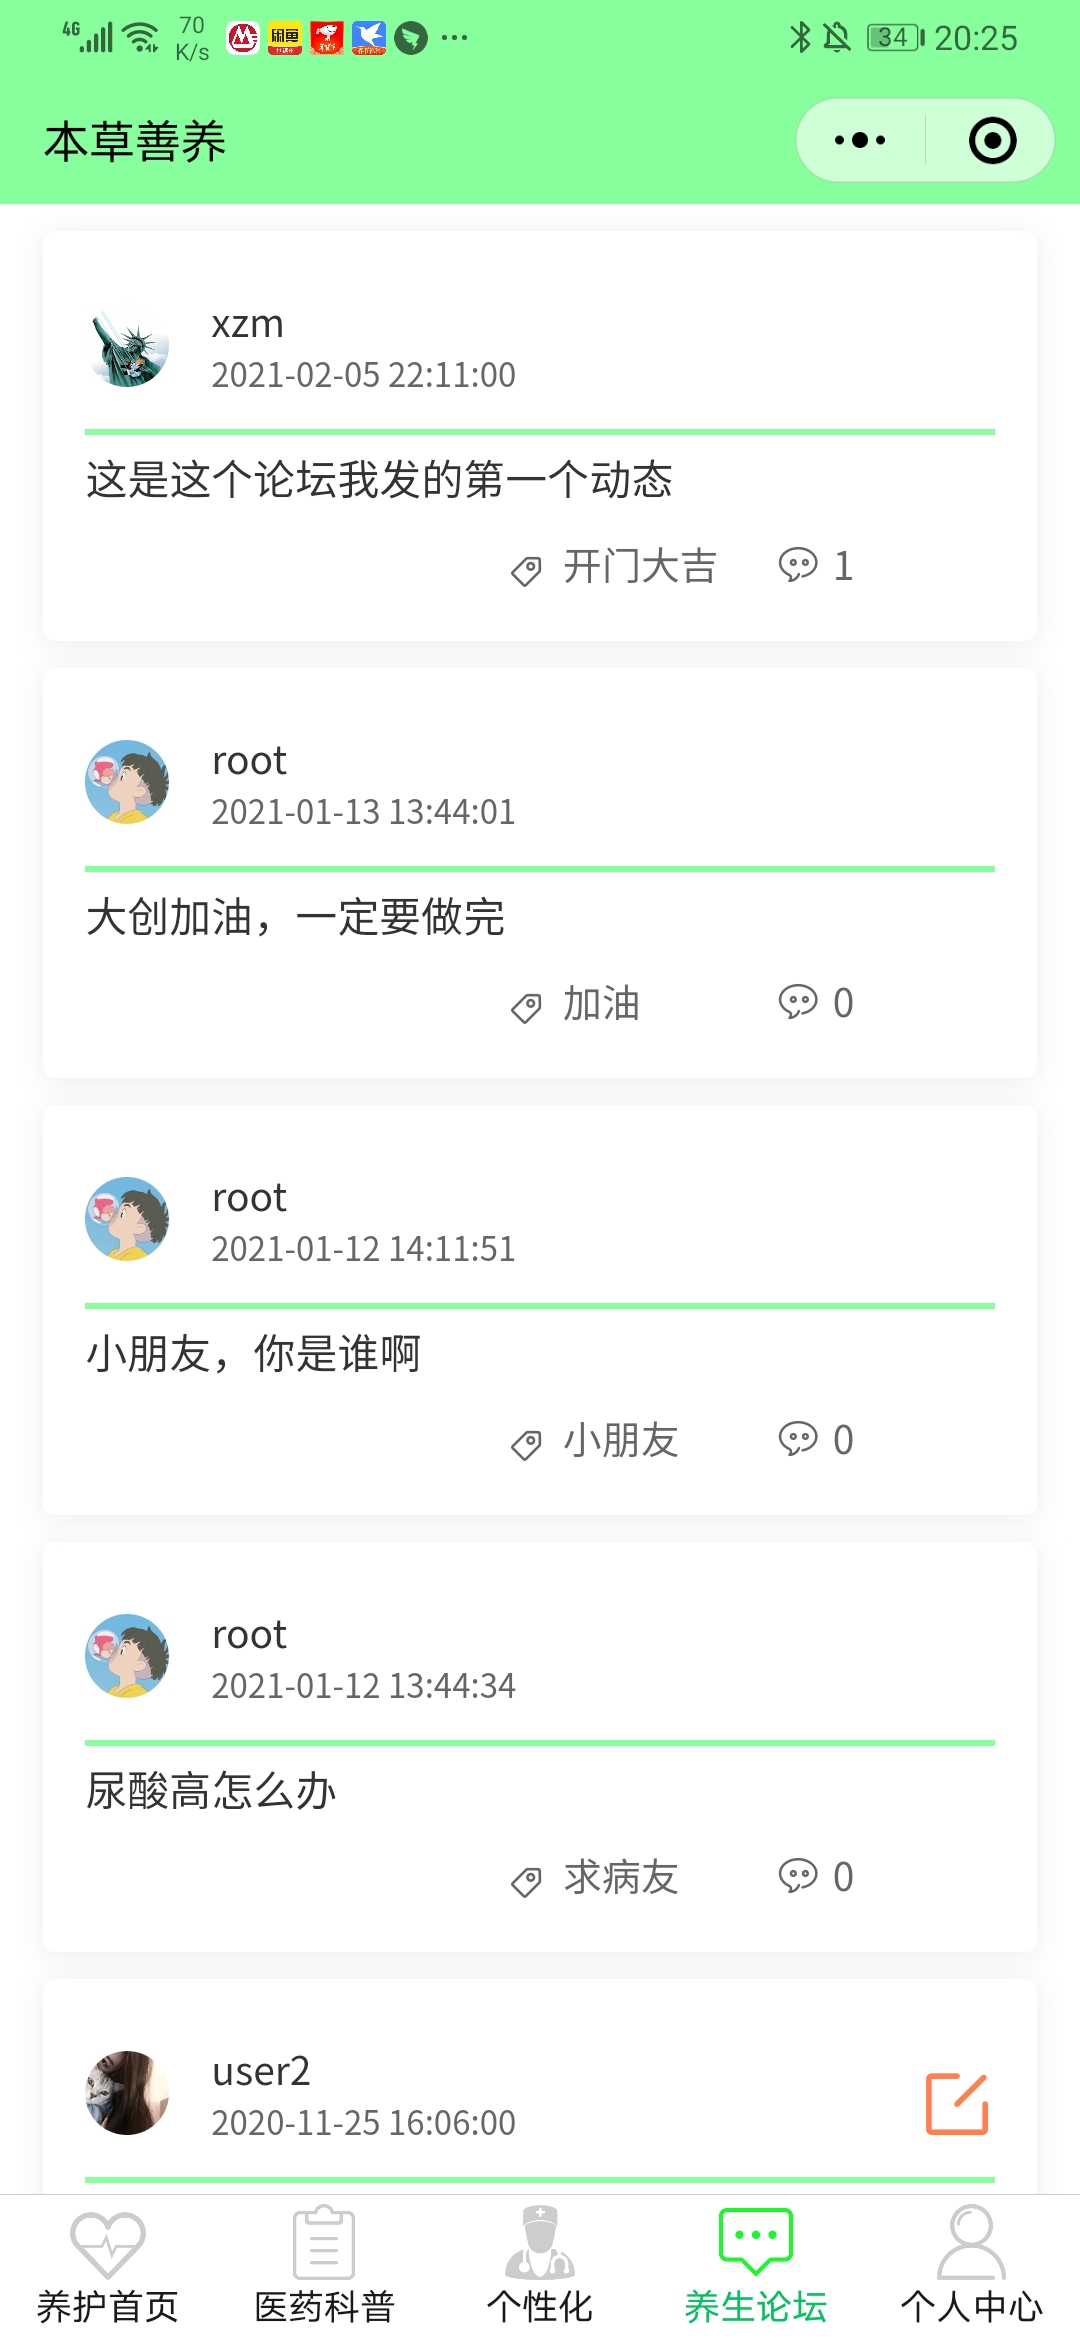 4G 70 K/s 34 20:25
本草善养
xzm
2021-02-05 22:11:00
这是这个论坛我发的第一个动态
开门大吉 1
root
2021-01-13 13:44:01
大创加油，一定要做完
加油 0
root
2021-01-12 14:11:51
小朋友，你是谁啊
小朋友 0
root
2021-01-12 13:44:34
尿酸高怎么办
求病友 0
user2
2020-11-25 16:06:00
养护首页 医药科普 个性化 养生论坛 个人中心